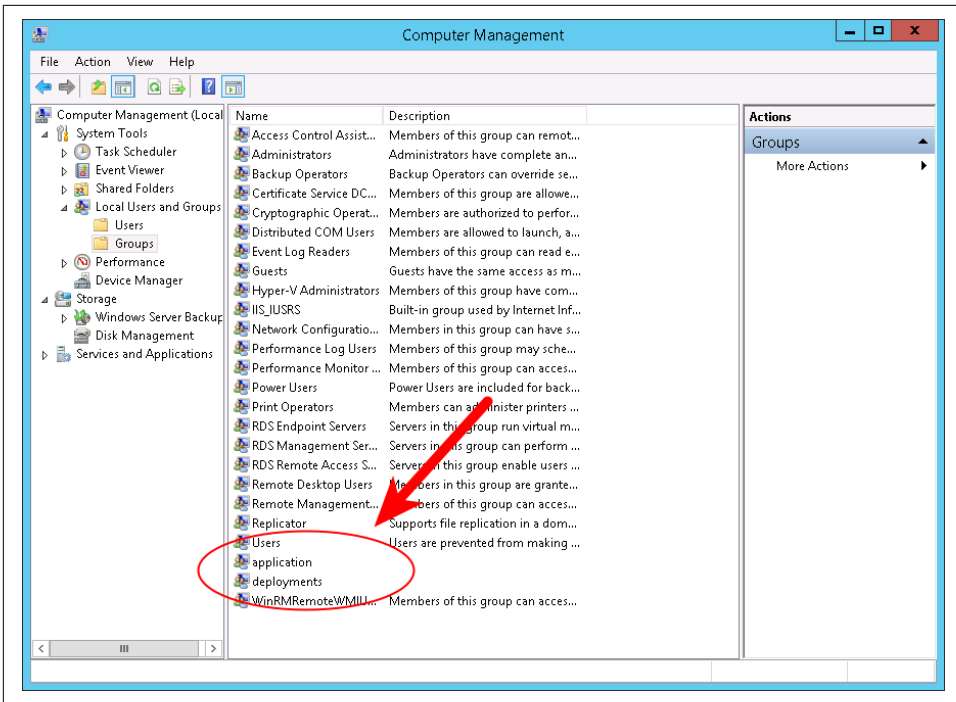 Computer Management
File Action View Help
Computer Management (Local
System Tools
Task Scheduler
Event Viewer
Shared Folders
Local Users and Groups
Users
Groups
Performance
Device Manager
Storage
Windows Server Backup
Disk Management
Services and Applications
Name Description
Access Control Assist... Members of this group can remot...
Administrators Administrators have complete an...
Backup Operators Backup Operators can override se...
Certificate Service DC... Members of this group are allowe...
Cryptographic Operat... Members are authorized to perfor...
Distributed COM Users Members are allowed to launch, a...
Event Log Readers Members of this group can read e...
Guests Guests have the same access as m...
Hyper-V Administrators Members of this group have com...
IIS_IUSRS Built-in group used by Internet Inf...
Network Configuratio... Members in this group can have s...
Performance Log Users Members of this group may sche...
Performance Monitor ... Members of this group can acces...
Power Users Power Users are included for back...
Print Operators Members can administer printers ...
RDS Endpoint Servers Servers in this group run virtual m...
RDS Management Ser... Servers in this group can perform ...
RDS Remote Access S... Servers in this group enable users ...
Remote Desktop Users Members in this group are grante...
Remote Management... Members of this group can acces...
Replicator Supports file replication in a dom...
Users Users are prevented from making ...
application
deployments
WinRMRemoteWMIU... Members of this group can acces...
Actions
Groups
More Actions